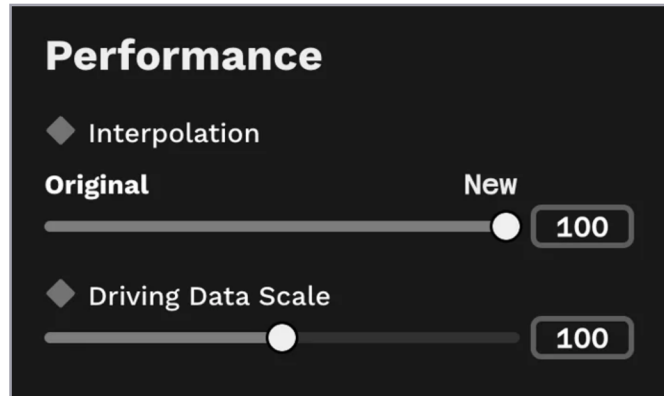 Performance
Interpolation
Original New
100
Driving Data Scale
100